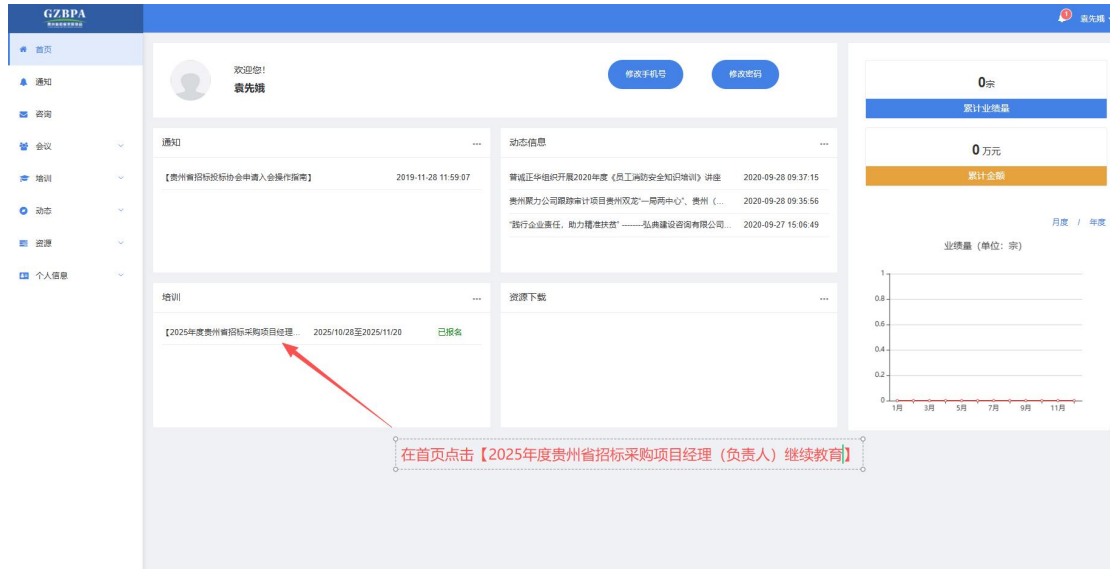 GZBPA
1
袁先娥
首页
通知
咨询
会议
培训
动态
资源
个人信息
欢迎您!
袁先娥
修改手机号
修改密码
通知
...
【贵州省招标投标协会申请入会操作指南】 2019-11-28 11:59:07
动态信息
...
普诚正华组织开展2020年度《员工消防安全知识培训》讲座 2020-09-28 09:37:15
贵州聚力公司跟踪审计项目贵州双龙“一局两中心”、贵州（... 2020-09-28 09:35:56
“践行企业责任，助力精准扶贫” --------弘典建设咨询有限公司... 2020-09-27 15:06:49
培训
...
【2025年度贵州省招标采购项目经理... 2025/10/28至2025/11/20 已报名
资源下载
...
在首页点击【2025年度贵州省招标采购项目经理（负责人）继续教育】
0宗
累计业绩量
0 万元
累计金额
月度 / 年度
业绩量（单位：宗）
1
0.8
0.6
0.4
0.2
0
1月 3月 5月 7月 9月 11月